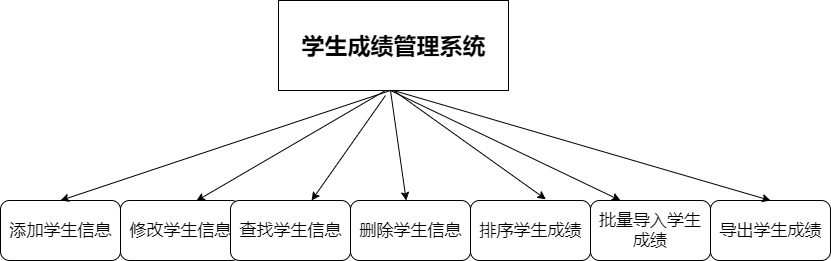 学生成绩管理系统
添加学生信息
修改学生信息
查找学生信息
删除学生信息
排序学生成绩
批量导入学生
成绩
导出学生成绩